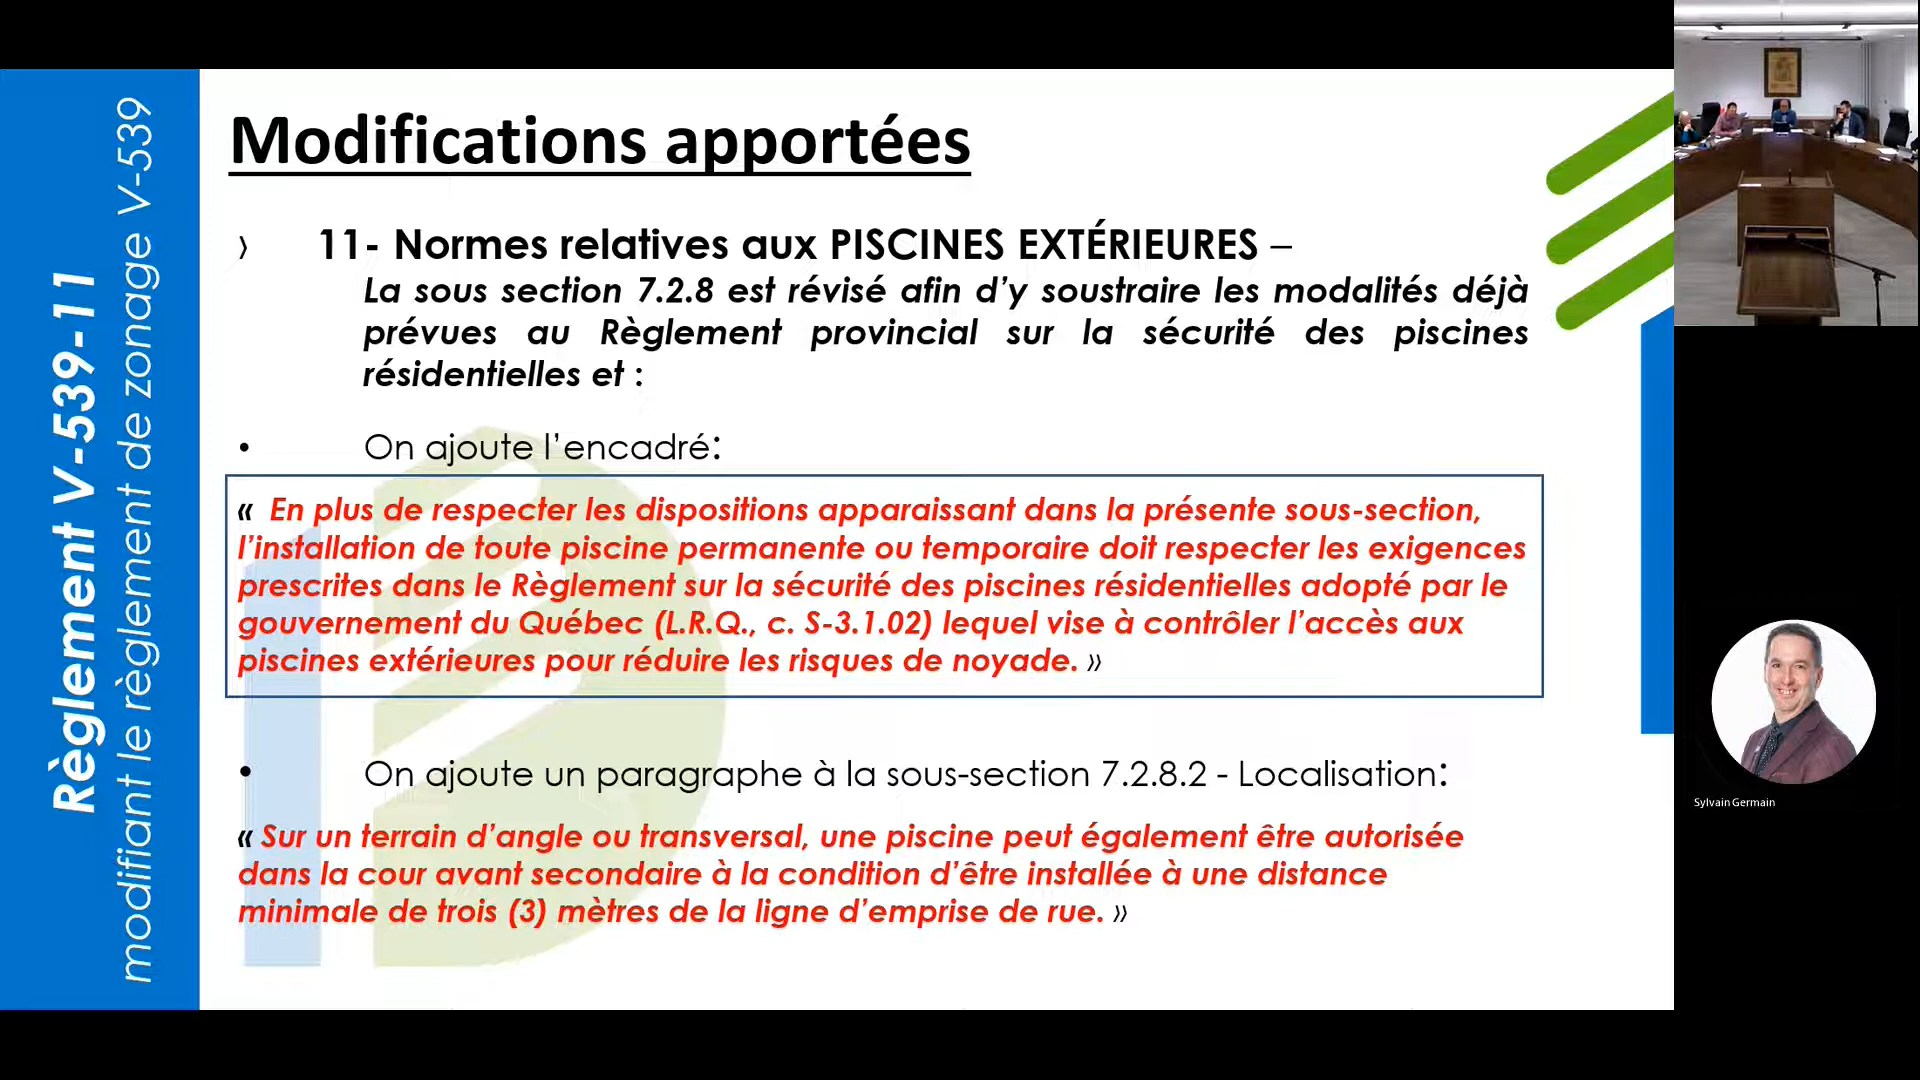 Règlement V-539-11
modifiant le règlement de zonage V-539
Modifications apportées
› 11- Normes relatives aux PISCINES EXTÉRIEURES –
La sous section 7.2.8 est révisé afin d’y soustraire les modalités déjà
prévues au Règlement provincial sur la sécurité des piscines
résidentielles et :
• On ajoute l’encadré:
« En plus de respecter les dispositions apparaissant dans la présente sous-section,
l’installation de toute piscine permanente ou temporaire doit respecter les exigences
prescrites dans le Règlement sur la sécurité des piscines résidentielles adopté par le
gouvernement du Québec (L.R.Q., c. S-3.1.02) lequel vise à contrôler l’accès aux
piscines extérieures pour réduire les risques de noyade. »
• On ajoute un paragraphe à la sous-section 7.2.8.2 - Localisation:
« Sur un terrain d’angle ou transversal, une piscine peut également être autorisée
dans la cour avant secondaire à la condition d’être installée à une distance
minimale de trois (3) mètres de la ligne d’emprise de rue. »
Sylvain Germain